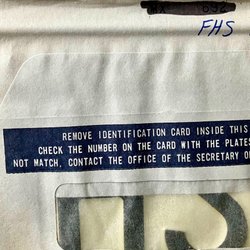 1892
FHS
REMOVE IDENTIFICATION CARD INSIDE THIS
CHECK THE NUMBER ON THE CARD WITH THE PLATES
NOT MATCH, CONTACT THE OFFICE OF THE SECRETARY O